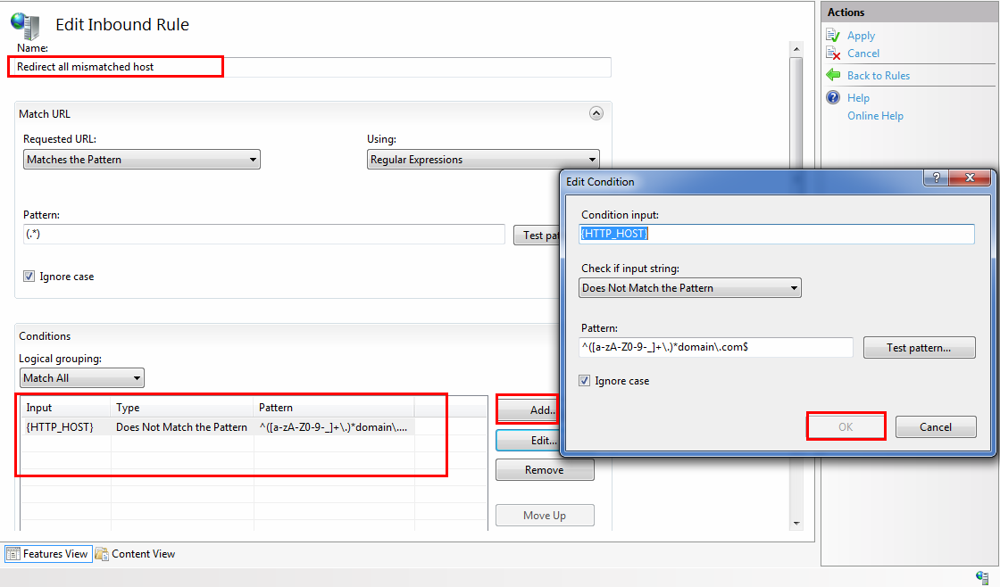 Edit Inbound Rule
Name:
Redirect all mismatched host
Match URL
Requested URL:
Using:
Matches the Pattern
Regular Expressions
Pattern:
(.*)
Test pat
Ignore case
Conditions
Logical grouping:
Match All
Input Type Pattern
{HTTP_HOST} Does Not Match the Pattern ^([a-zA-Z0-9-_]+\.)*domain\....
Add..
Edit...
Remove
Move Up
Features View
Content View
Edit Condition
?
Condition input:
{HTTP_HOST}
Check if input string:
Does Not Match the Pattern
Pattern:
^([a-zA-Z0-9-_]+\.)*domain\.com$
Test pattern...
Ignore case
OK
Cancel
Actions
Apply
Cancel
Back to Rules
Help
Online Help